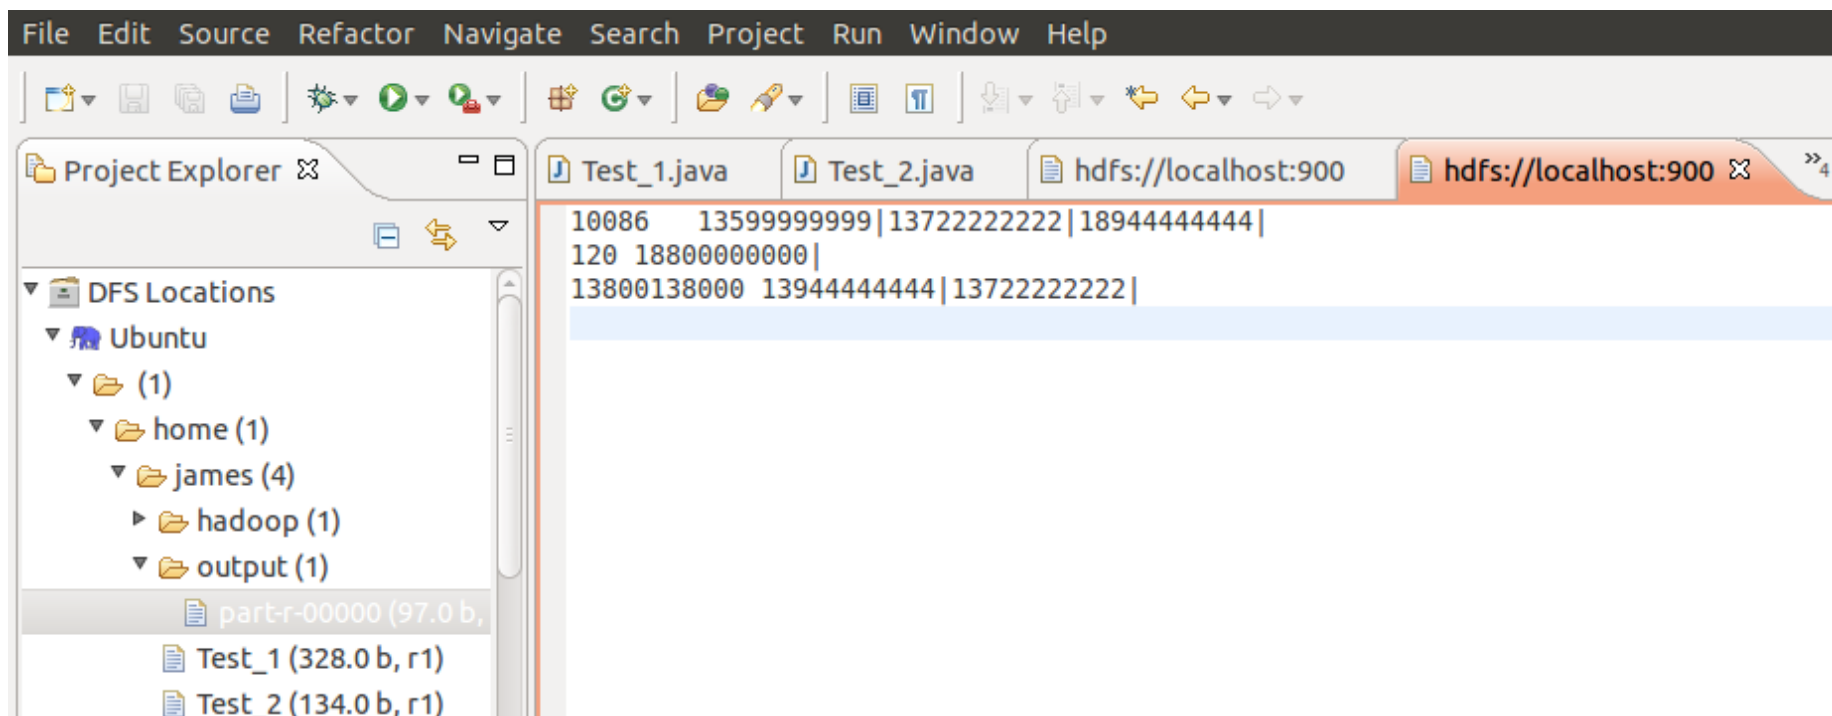 File Edit Source Refactor Navigate Search Project Run Window Help
Project Explorer
Test_1.java
Test_2.java
hdfs://localhost:900
hdfs://localhost:900
4
10086 13599999999|13722222222|18944444444|
120 18800000000|
13800138000 13944444444|13722222222|
DFS Locations
Ubuntu
(1)
home (1)
james (4)
hadoop (1)
output (1)
part-r-00000 (97.0 b,
Test_1 (328.0 b, r1)
Test_2 (134.0 b, r1)